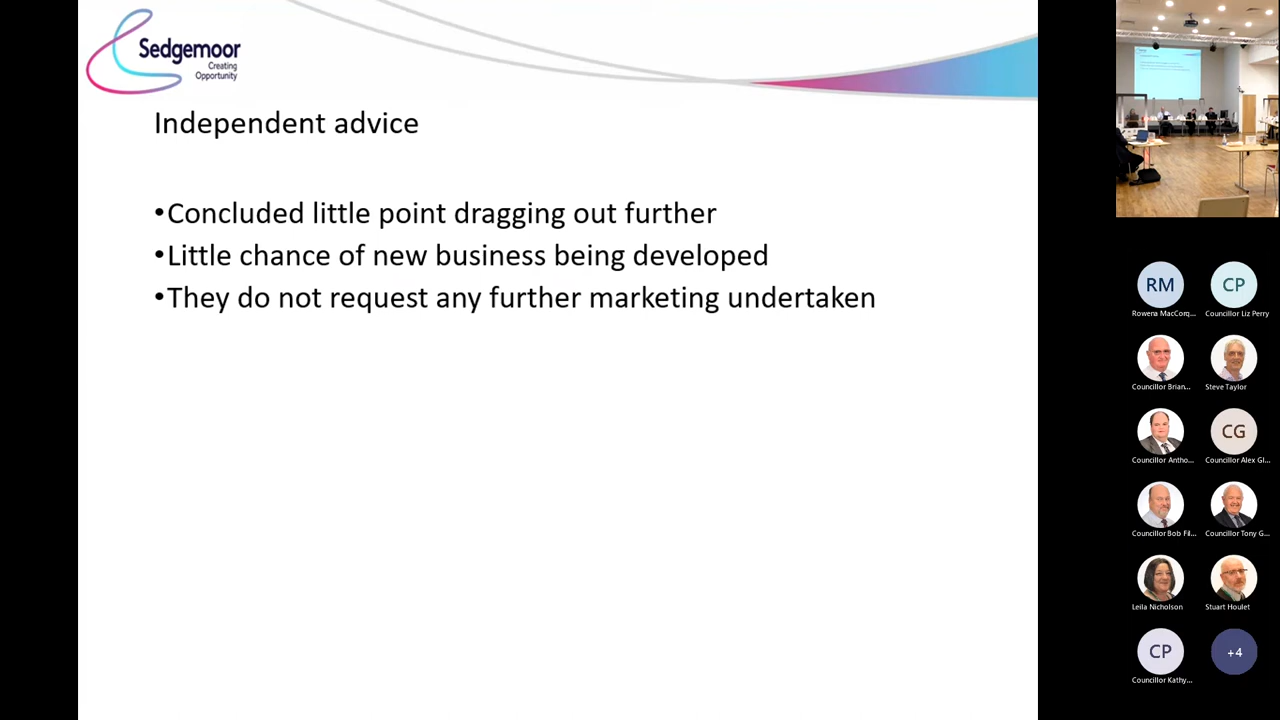 Sedgemoor
Creating
Opportunity
Independent advice
•Concluded little point dragging out further
•Little chance of new business being developed
•They do not request any further marketing undertaken
RM
CP
Rowena MacCorq...
Councillor Liz Perry
Councillor Brian...
Steve Taylor
CG
Councillor Antho...
Councillor Alex Gl...
Councillor Bob Fil...
Councillor Tony G...
Leila Nicholson
Stuart Houlet
CP
+4
Councillor Kathy...